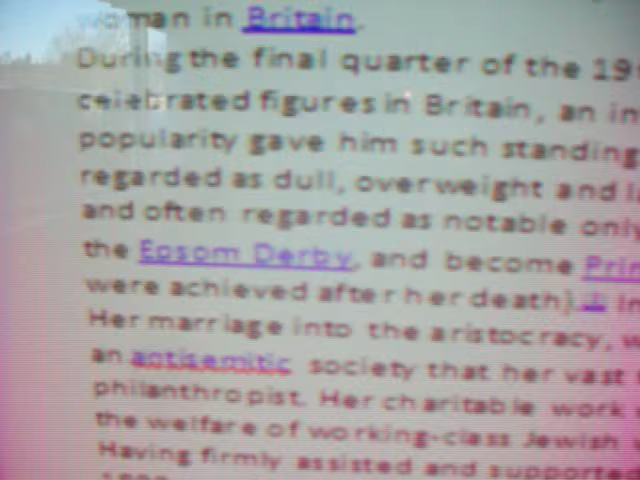 woman in Britain.
During the final quarter of the 19
celebrated figures in Britain, an in
popularity gave him such standing
regarded as dull, overweight and
and often regarded as notable only
the Epsom Derby, and become
were achieved after her death).
Her marriage into the aristocracy,
an antisemitic society that her vast
philanthropist. Her charitable work
the welfare of working-class Jewish
Having firmly assisted and supported